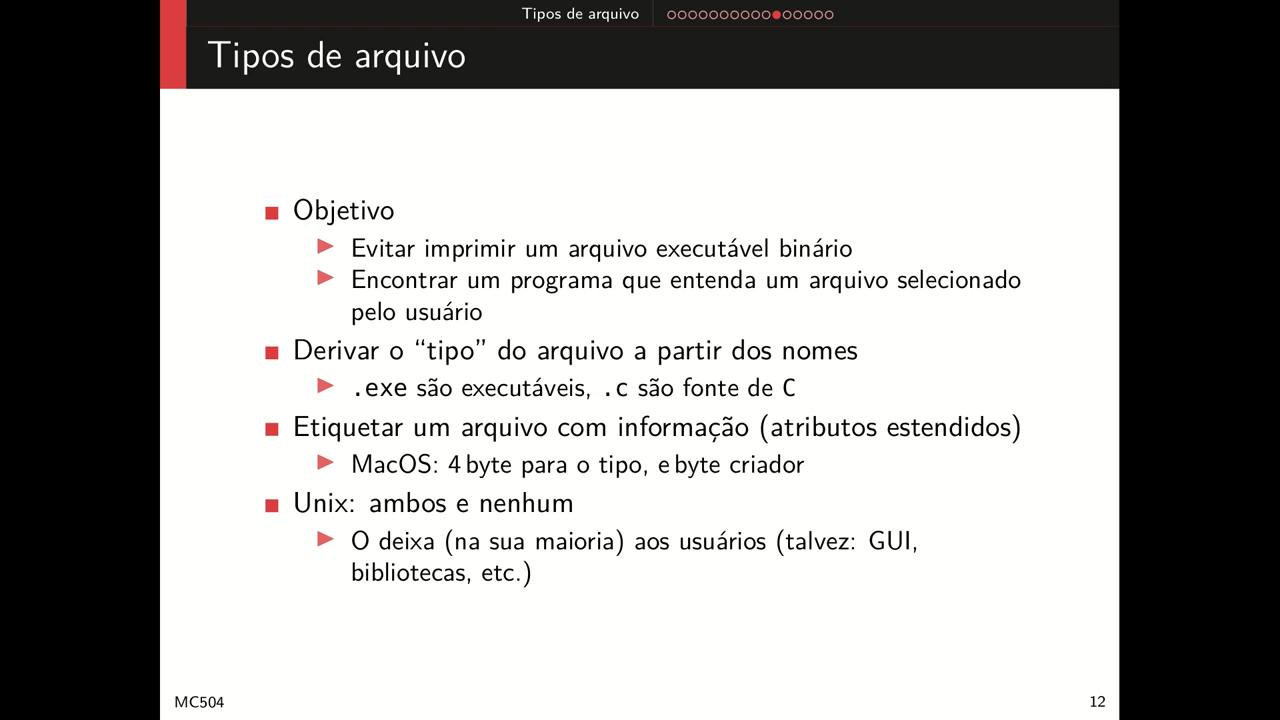 Tipos de arquivo
Tipos de arquivo
Objetivo
Evitar imprimir um arquivo executável binário
Encontrar um programa que entenda um arquivo selecionado
pelo usuário
Derivar o “tipo” do arquivo a partir dos nomes
.exe são executáveis, .c são fonte de C
Etiquetar um arquivo com informação (atributos estendidos)
MacOS: 4 byte para o tipo, e byte criador
Unix: ambos e nenhum
O deixa (na sua maioria) aos usuários (talvez: GUI,
bibliotecas, etc.)
MC504
12